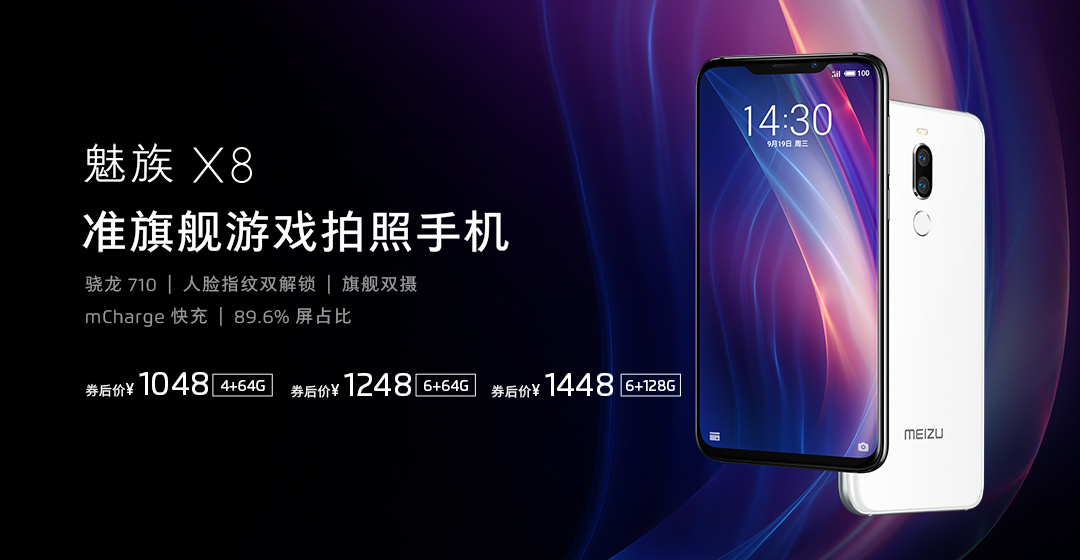 魅族 X8
准旗舰游戏拍照手机
骁龙 710 | 人脸指纹双解锁 | 旗舰双摄
mCharge 快充 | 89.6% 屏占比
券后价¥ 1048 4+64G 券后价¥ 1248 6+64G 券后价¥ 1448 6+128G
100
14:30
9月19日 周三
MEIZU